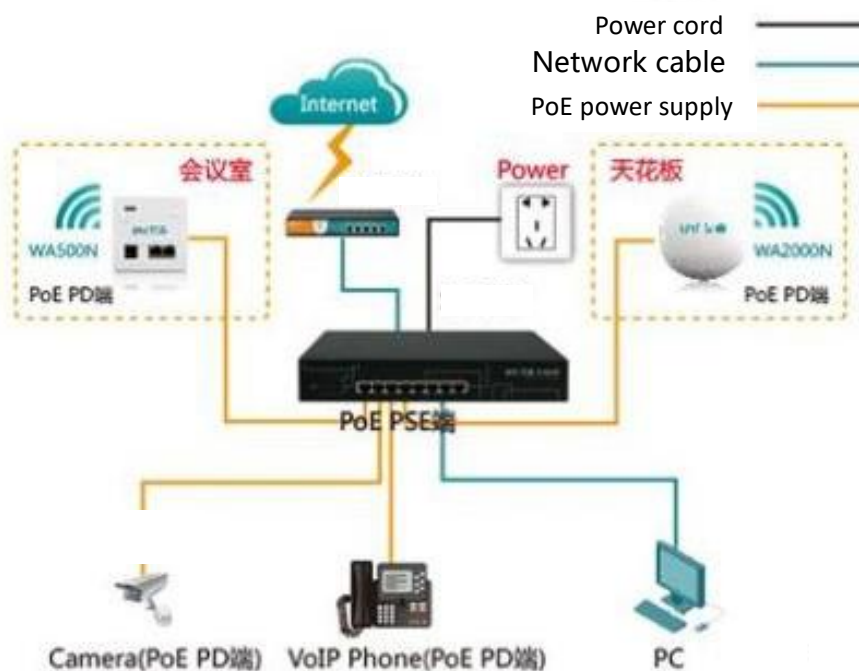 Power cord
Network cable
PoE power supply
Internet
会议室
Power
天花板
WA500N
WA2000N
PoE PD端
PoE PD端
PoE PSE端
Camera(PoE PD端)
VoIP Phone(PoE PD端)
PC